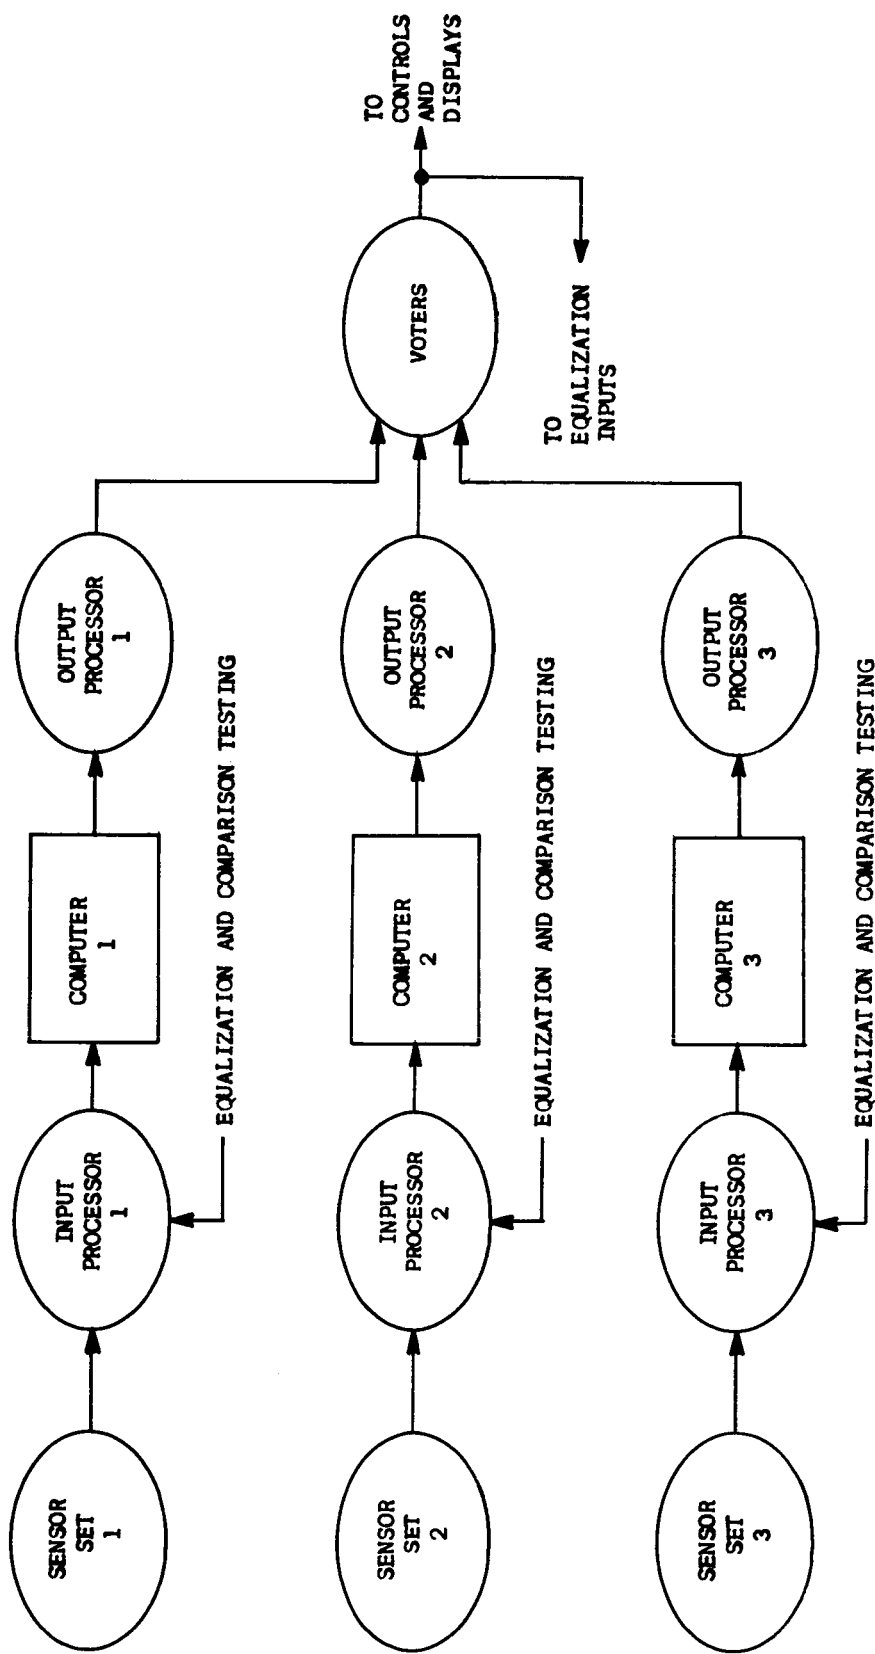 SENSOR
SET
1
INPUT
PROCESSOR
1
COMPUTER
1
OUTPUT
PROCESSOR
1
EQUALIZATION AND COMPARISON TESTING
SENSOR
SET
2
INPUT
PROCESSOR
2
COMPUTER
2
OUTPUT
PROCESSOR
2
VOTERS
TO
CONTROLS
AND
DISPLAYS
EQUALIZATION AND COMPARISON TESTING
TO
EQUALIZATION
INPUTS
SENSOR
SET
3
INPUT
PROCESSOR
3
COMPUTER
3
OUTPUT
PROCESSOR
3
EQUALIZATION AND COMPARISON TESTING